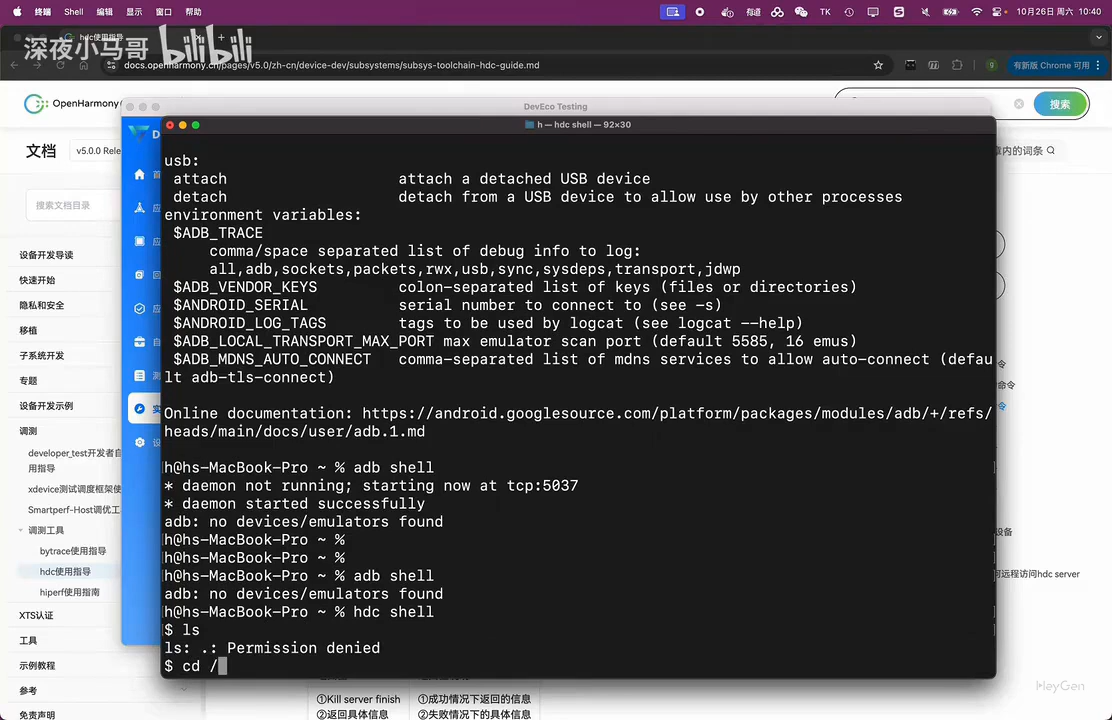 终端 Shell 编辑 显示 窗口 帮助
TK 10月26日 周六 10:40
深夜小马哥 bilibili
hdc使用指导
docs.openharmony.cn/pages/v5.0/zh-cn/device-dev/subsystems/subsys-toolchain-hdc-guide.md
有新版 Chrome 可用
OpenHarmony
搜索
文档
v5.0.0 Rele
章内的词条
搜索文档目录
设备开发导读
快速开始
隐私和安全
移植
子系统开发
专题
设备开发示例
调测
developer_test开发者自
用指导
xdevice测试调度框架使
Smartperf-Host调优工
调测工具
bytrace使用指导
hdc使用指导
hiperf使用指南
XTS认证
工具
示例教程
参考
免责声明
DevEco Testing
h — hdc shell — 92×30
usb:
attach attach a detached USB device
detach detach from a USB device to allow use by other processes
environment variables:
$ADB_TRACE
comma/space separated list of debug info to log:
all,adb,sockets,packets,rwx,usb,sync,sysdeps,transport,jdwp
$ADB_VENDOR_KEYS colon-separated list of keys (files or directories)
$ANDROID_SERIAL serial number to connect to (see -s)
$ANDROID_LOG_TAGS tags to be used by logcat (see logcat --help)
$ADB_LOCAL_TRANSPORT_MAX_PORT max emulator scan port (default 5585, 16 emus)
$ADB_MDNS_AUTO_CONNECT comma-separated list of mdns services to allow auto-connect (defau
lt adb-tls-connect)
Online documentation: https://android.googlesource.com/platform/packages/modules/adb/+/refs/
heads/main/docs/user/adb.1.md
h@hs-MacBook-Pro ~ % adb shell
* daemon not running; starting now at tcp:5037
* daemon started successfully
adb: no devices/emulators found
h@hs-MacBook-Pro ~ %
h@hs-MacBook-Pro ~ %
h@hs-MacBook-Pro ~ % adb shell
adb: no devices/emulators found
h@hs-MacBook-Pro ~ % hdc shell
$ ls
ls: .: Permission denied
$ cd /
令
命令
令
设备
可远程访问hdc server
①Kill server finish ①成功情况下返回的信息
②返回具体信息 ②失败情况下的具体信息
HeyGen